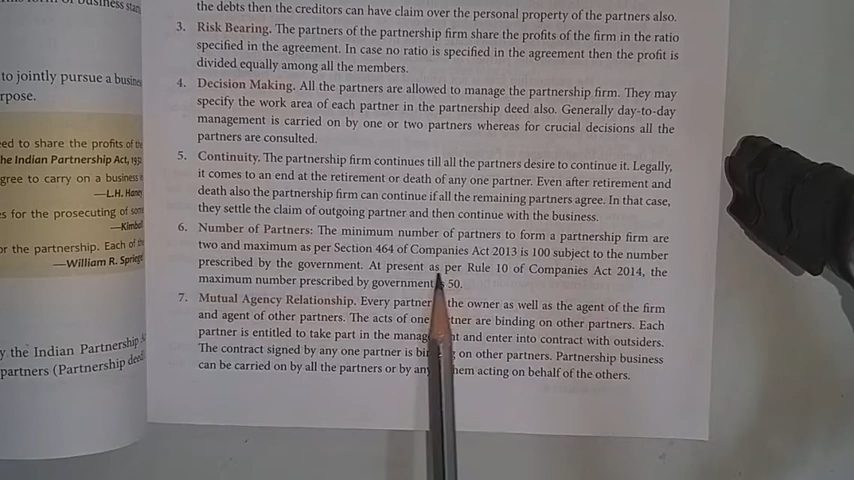 of business star
to jointly pursue a busine
rpose.
ed to share the profits of
he Indian Partnership Act, 193
gree to carry on a business
—L.H. Haney
s for the prosecuting of som
—Kimball
or the partnership. Each of
—William R. Spriegel
y the Indian Partnership
partners (Partnership deed
the debts then the creditors can have claim over the personal property of the partners also.
3. Risk Bearing. The partners of the partnership firm share the profits of the firm in the ratio
specified in the agreement. In case no ratio is specified in the agreement then the profit is
divided equally among all the members.
4. Decision Making. All the partners are allowed to manage the partnership firm. They may
specify the work area of each partner in the partnership deed also. Generally day-to-day
management is carried on by one or two partners whereas for crucial decisions all the
partners are consulted.
5. Continuity. The partnership firm continues till all the partners desire to continue it. Legally,
it comes to an end at the retirement or death of any one partner. Even after retirement and
death also the partnership firm can continue if all the remaining partners agree. In that case,
they settle the claim of outgoing partner and then continue with the business.
6. Number of Partners: The minimum number of partners to form a partnership firm are
two and maximum as per Section 464 of Companies Act 2013 is 100 subject to the number
prescribed by the government. At present as per Rule 10 of Companies Act 2014, the
maximum number prescribed by government 50.
7. Mutual Agency Relationship. Every partner the owner as well as the agent of the firm
and agent of other partners. The acts of one tner are binding on other partners. Each
partner is entitled to take part in the manag nt and enter into contract with outsiders.
The contract signed by any one partner is bin g on other partners. Partnership business
can be carried on by all the partners or by any hem acting on behalf of the others.